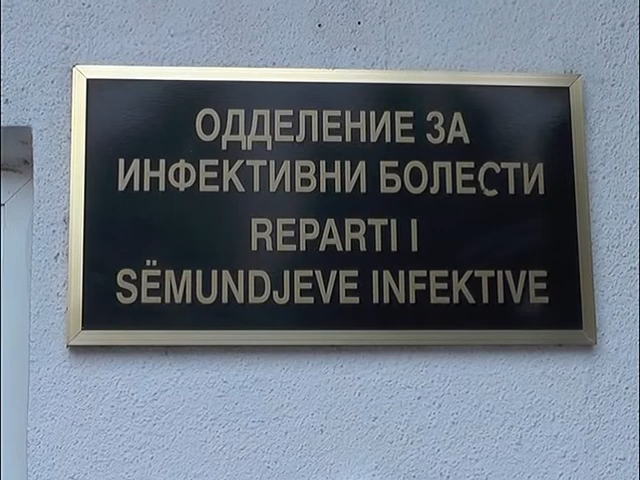 ОДДЕЛЕНИЕ ЗА
ИНФЕКТИВНИ БОЛЕСТИ
REPARTI I
SËMUNDJEVE INFEKTIVE